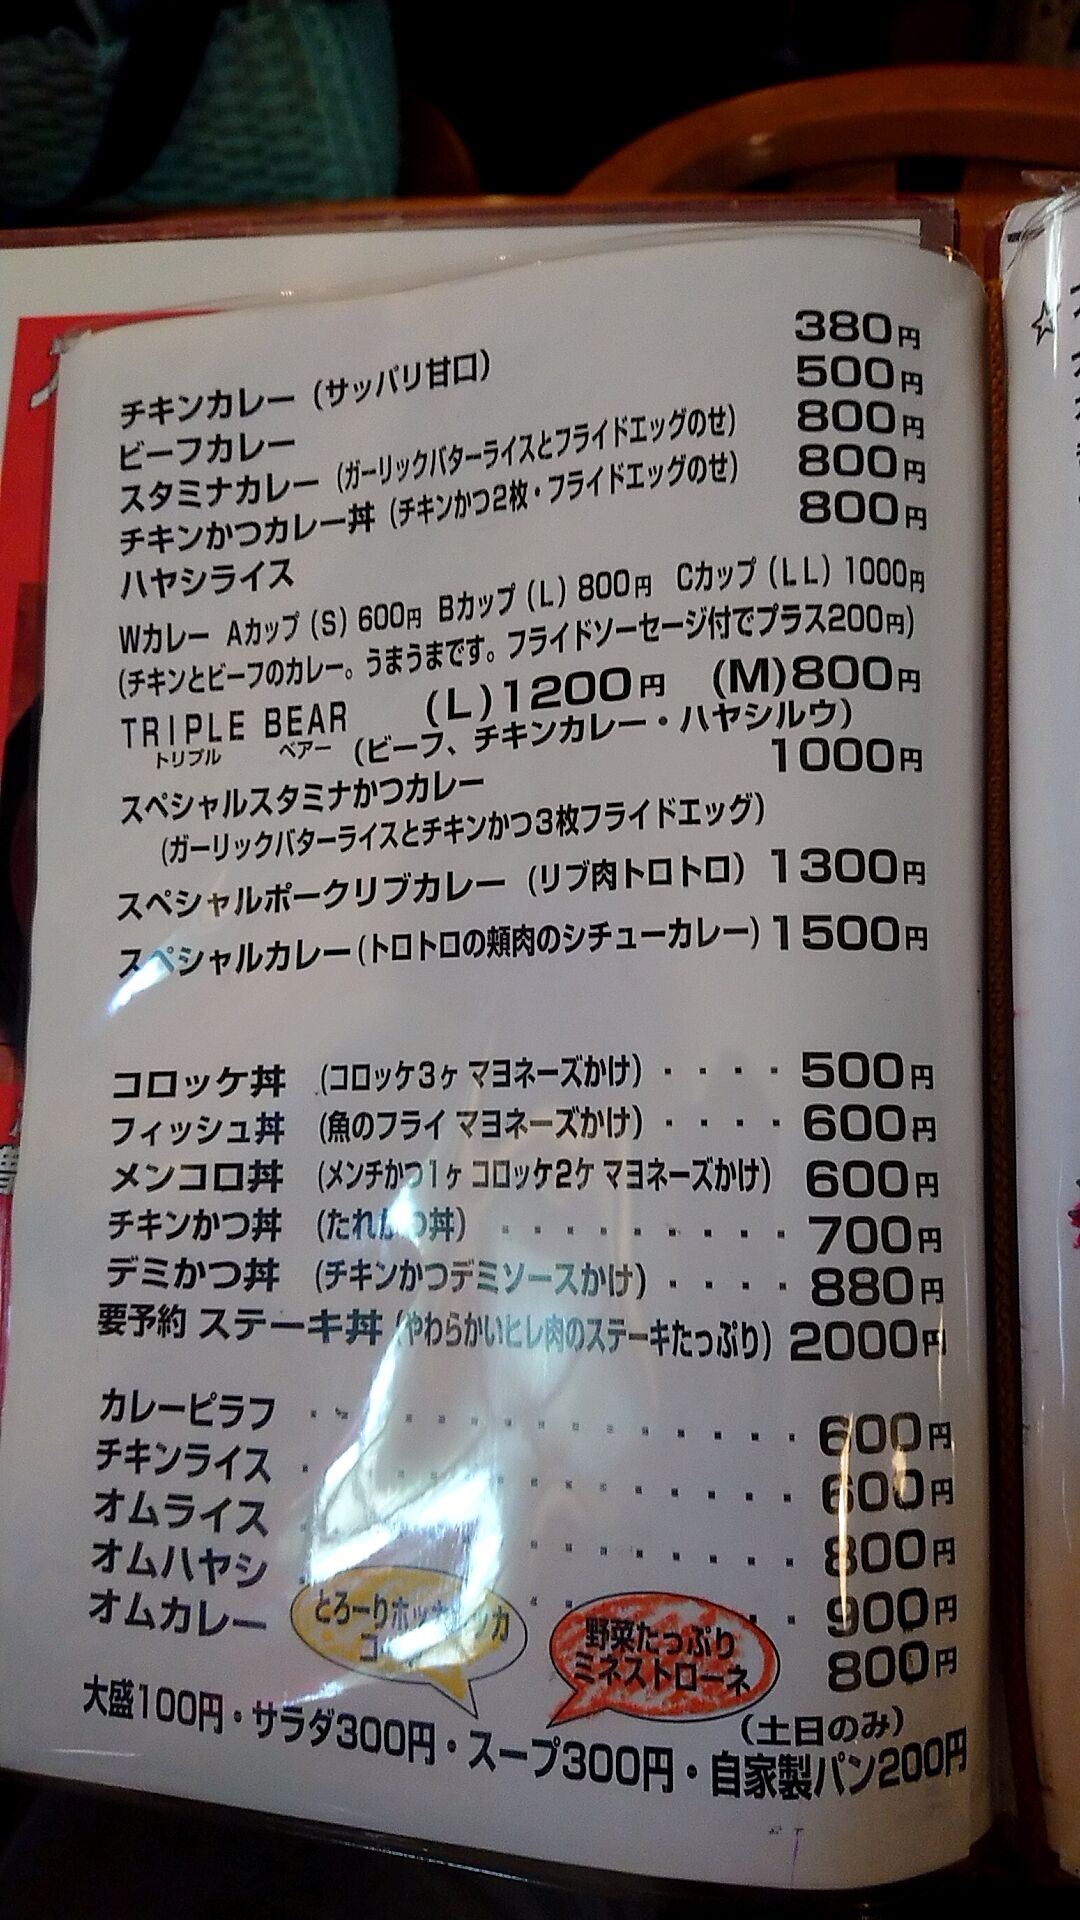 チキンカレー（サッパリ甘口） 380円
ビーフカレー 500円
スタミナカレー（ガーリックバターライスとフライドエッグのせ） 800円
チキンかつカレー丼（チキンかつ2枚・フライドエッグのせ） 800円
ハヤシライス 800円
Wカレー Aカップ（S）600円 Bカップ（L）800円 Cカップ（LL）1000円
（チキンとビーフのカレー。うまうまです。フライドソーセージ付でプラス200円）
TRIPLE BEAR （L）1200円 （M）800円
トリプル ベアー （ビーフ、チキンカレー・ハヤシルウ）
スペシャルスタミナかつカレー 1000円
（ガーリックバターライスとチキンかつ3枚フライドエッグ）
スペシャルポークリブカレー（リブ肉トロトロ） 1300円
スペシャルカレー（トロトロの頬肉のシチューカレー） 1500円
コロッケ丼 （コロッケ3ヶ マヨネーズかけ）・・・・500円
フィッシュ丼 （魚のフライ マヨネーズかけ）・・・・600円
メンコロ丼 （メンチかつ1ヶ コロッケ2ケ マヨネーズかけ） 600円
チキンかつ丼 （たれかつ丼）・・・・・・・・・・700円
デミかつ丼 （チキンかつデミソースかけ）・・・・880円
要予約 ステーキ丼（やわらかいヒレ肉のステーキたっぷり）2000円
カレーピラフ ・・・・・・・・・・・・・・・600円
チキンライス ・・・・・・・・・・・・・・・600円
オムライス ・・・・・・・・800円
オムハヤシ ・・・・900円
オムカレー 800円
とろーりホッカホッカ
野菜たっぷり
ミネストローネ
（土日のみ）
大盛100円・サラダ300円・スープ300円・自家製パン200円